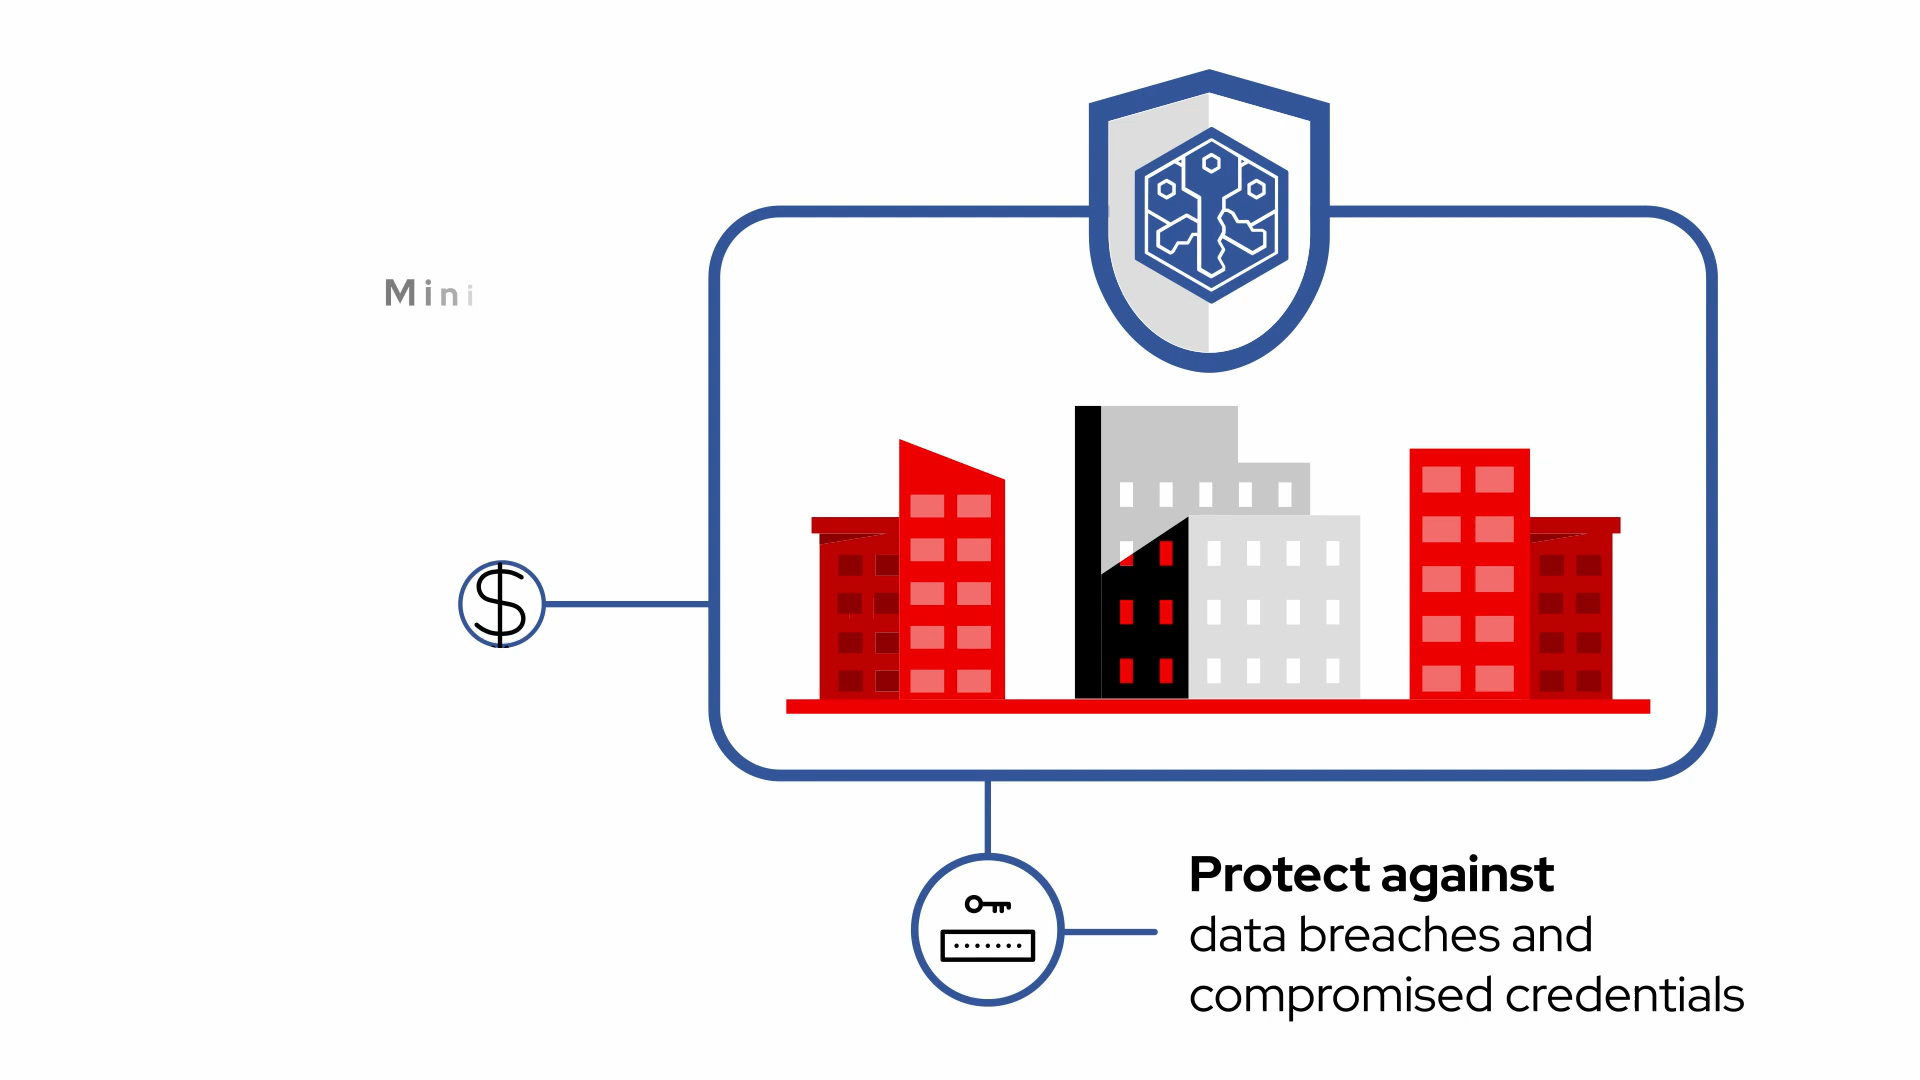 Mini
$
Protect against
data breaches and
compromised credentials